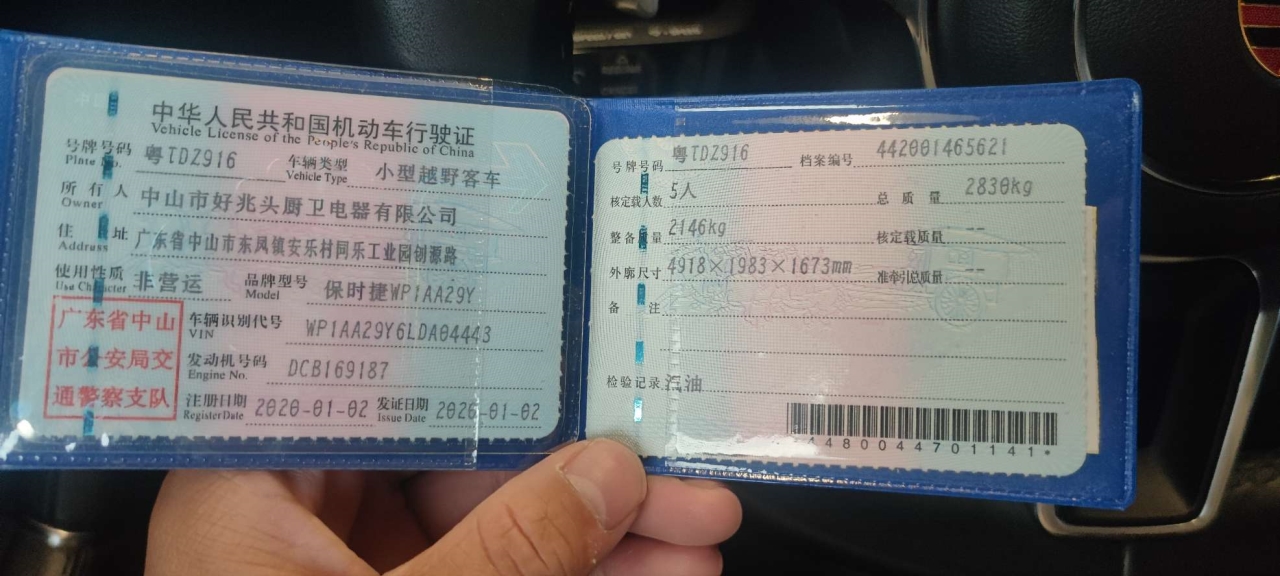 中华人民共和国机动车行驶证
Vehicle License of the People's Republic of China
号牌号码 粤TDZ916 车辆类型 小型越野客车
Plate No. Vehicle Type
所有人 中山市好兆头厨卫电器有限公司
Owner
住址 广东省中山市东凤镇安乐村同乐工业园创源路
Address
使用性质 非营运 品牌型号 保时捷WP1AA29Y
Use Character Model
广东省中山市公安局交通警察支队
车辆识别代号 WP1AA29Y6LDA04443
VIN
发动机号码 DCB169187
Engine No.
注册日期 2020-01-02 发证日期 2020-01-02
Register Date Issue Date
号牌号码 粤TDZ916 档案编号 442001465621
核定载人数 5人 总质量 2830kg
整备质量 2146kg 核定载质量 --
外廓尺寸 4918×1983×1673mm 准牵引总质量 --
备注
检验记录 汽油
4480044701141*